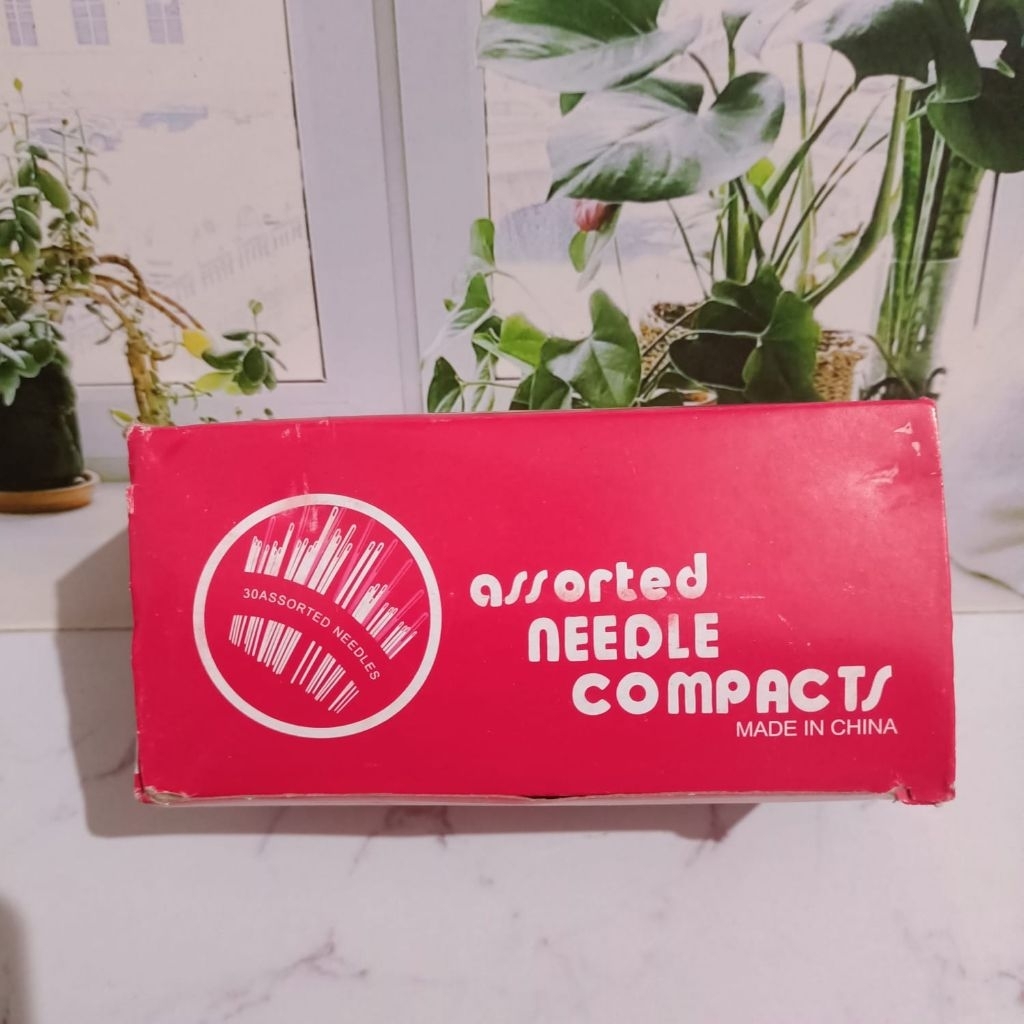 30ASSORTED NEEDLES
assorted
NEEDLE
COMPACTS
MADE IN CHINA